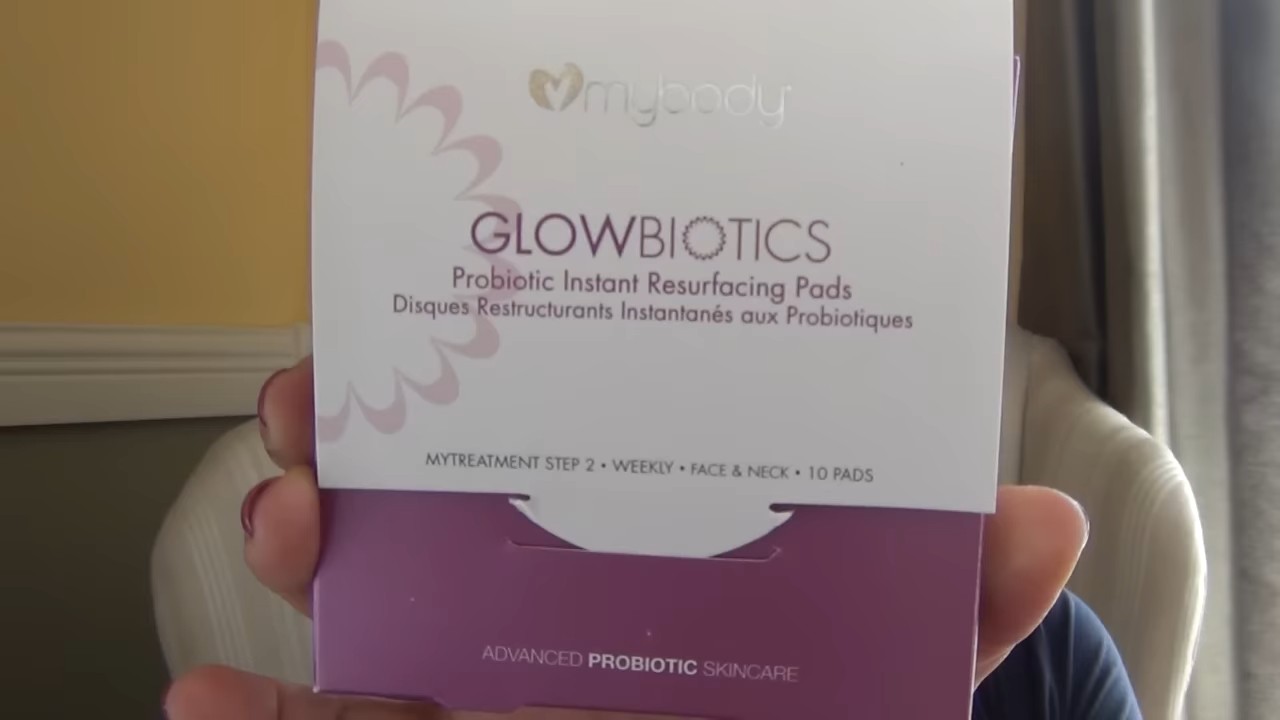 mybody
GLOWBIOTICS
Probiotic Instant Resurfacing Pads
Disques Restructurants Instantanés aux Probiotiques
MYTREATMENT STEP 2 • WEEKLY • FACE & NECK • 10 PADS
ADVANCED PROBIOTIC SKINCARE